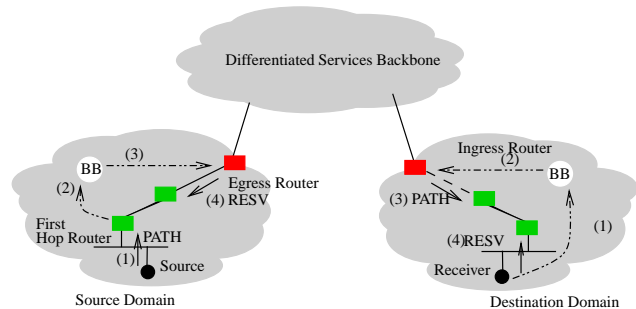 Differentiated Services Backbone
(3)
BB
(2)
Egress Router
(4) RESV
First
Hop Router
PATH
(1)
Source
Source Domain
Ingress Router
(2)
BB
(3) PATH
(1)
(4)RESV
Receiver
Destination Domain